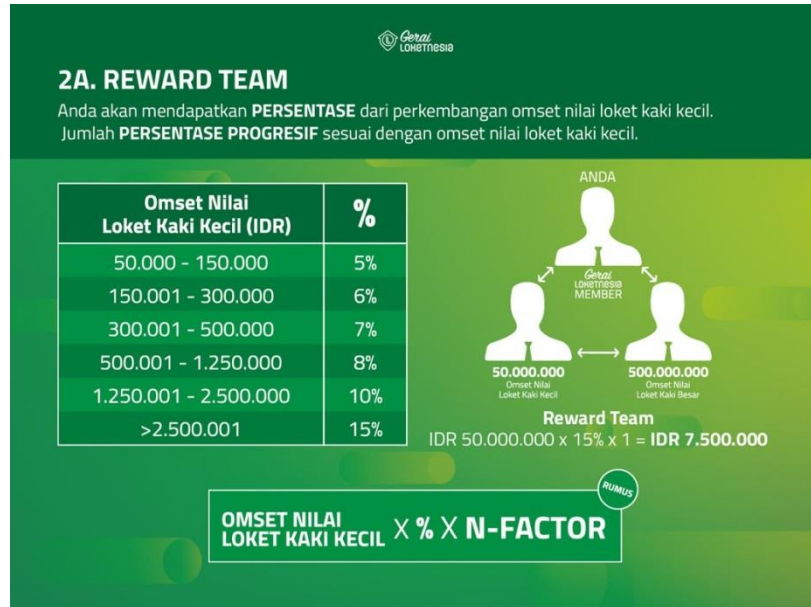 Gerai
LOKETNESIA
2A. REWARD TEAM
Anda akan mendapatkan PERSENTASE dari perkembangan omset nilai loket kaki kecil.
Jumlah PERSENTASE PROGRESIF sesuai dengan omset nilai loket kaki kecil.
Omset Nilai
Loket Kaki Kecil (IDR)
%
50.000 - 150.000 5%
150.001 - 300.000 6%
300.001 - 500.000 7%
500.001 - 1.250.000 8%
1.250.001 - 2.500.000 10%
>2.500.001 15%
ANDA
Gerai
LOKETNESIA
MEMBER
50.000.000
Omset Nilai
Loket Kaki Kecil
500.000.000
Omset Nilai
Loket Kaki Besar
Reward Team
IDR 50.000.000 x 15% x 1 = IDR 7.500.000
RUMUS
OMSET NILAI
LOKET KAKI KECIL X % X N-FACTOR